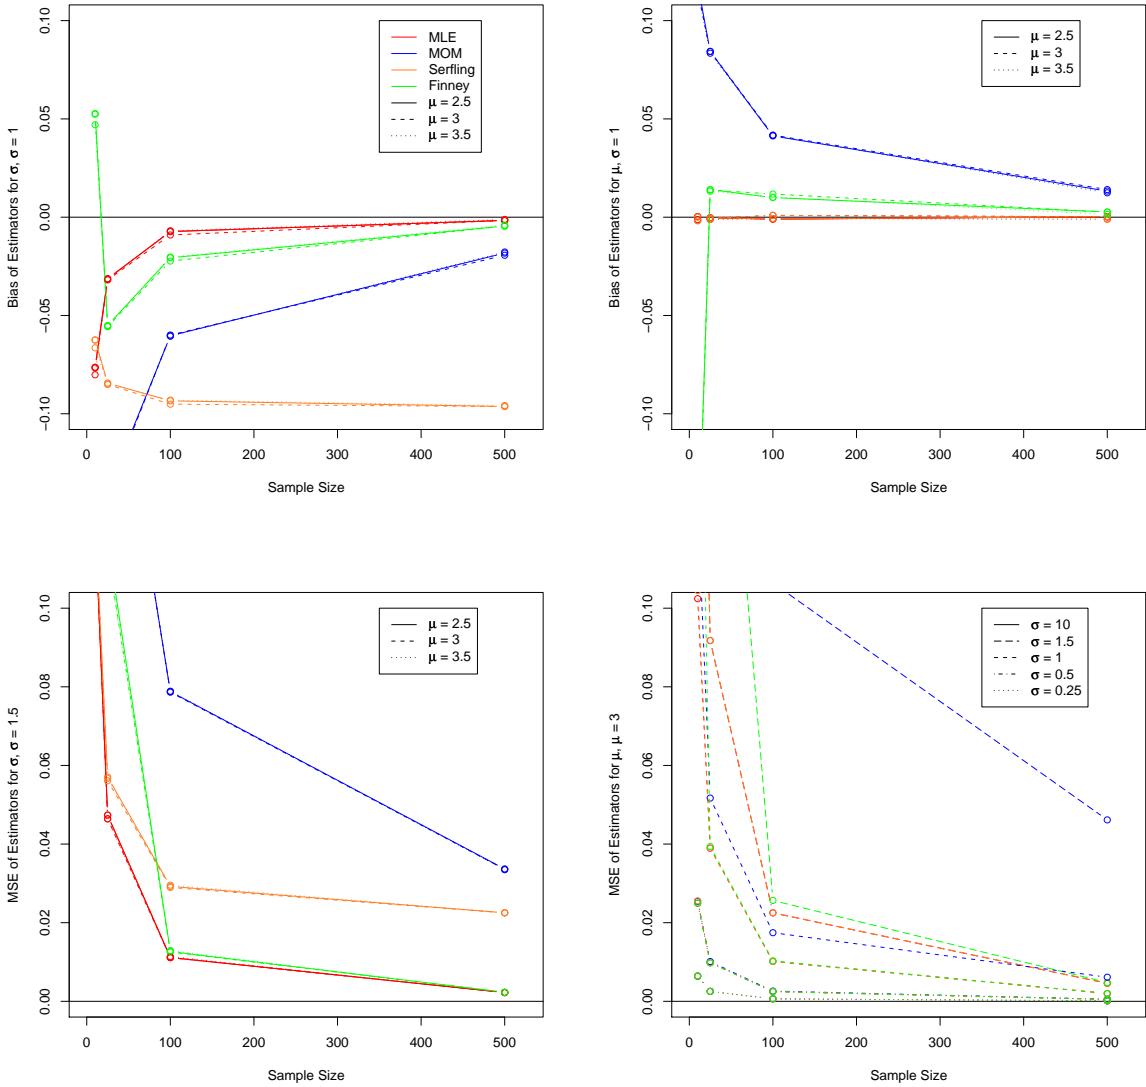 Bias of Estimators for σ, σ = 1
0.10
0.05
0.00
−0.05
−0.10
MLE
MOM
Serfling
Finney
μ = 2.5
μ = 3
μ = 3.5
0 100 200 300 400 500
Sample Size
Bias of Estimators for μ, σ = 1
0.10
0.05
0.00
−0.05
−0.10
μ = 2.5
μ = 3
μ = 3.5
0 100 200 300 400 500
Sample Size
MSE of Estimators for σ, σ = 1.5
0.10
0.08
0.06
0.04
0.02
0.00
μ = 2.5
μ = 3
μ = 3.5
0 100 200 300 400 500
Sample Size
MSE of Estimators for μ, μ = 3
0.10
0.08
0.06
0.04
0.02
0.00
σ = 10
σ = 1.5
σ = 1
σ = 0.5
σ = 0.25
0 100 200 300 400 500
Sample Size